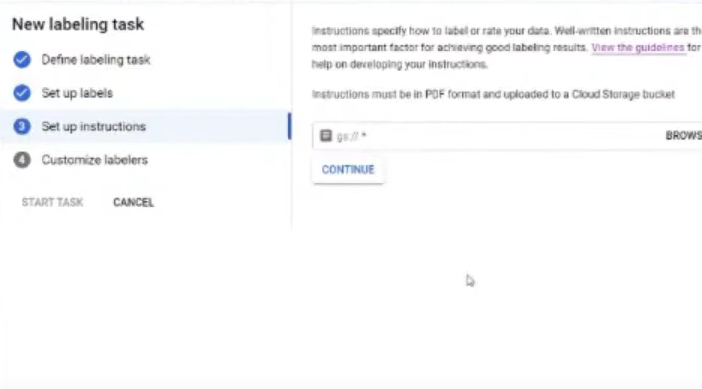 New labeling task
Define labeling task
Set up labels
3 Set up instructions
4 Customize labelers
START TASK CANCEL
Instructions specify how to label or rate your data. Well-written instructions are th
most important factor for achieving good labeling results. View the guidelines for
help on developing your instructions.
Instructions must be in PDF format and uploaded to a Cloud Storage bucket
gs:// * BROWS
CONTINUE